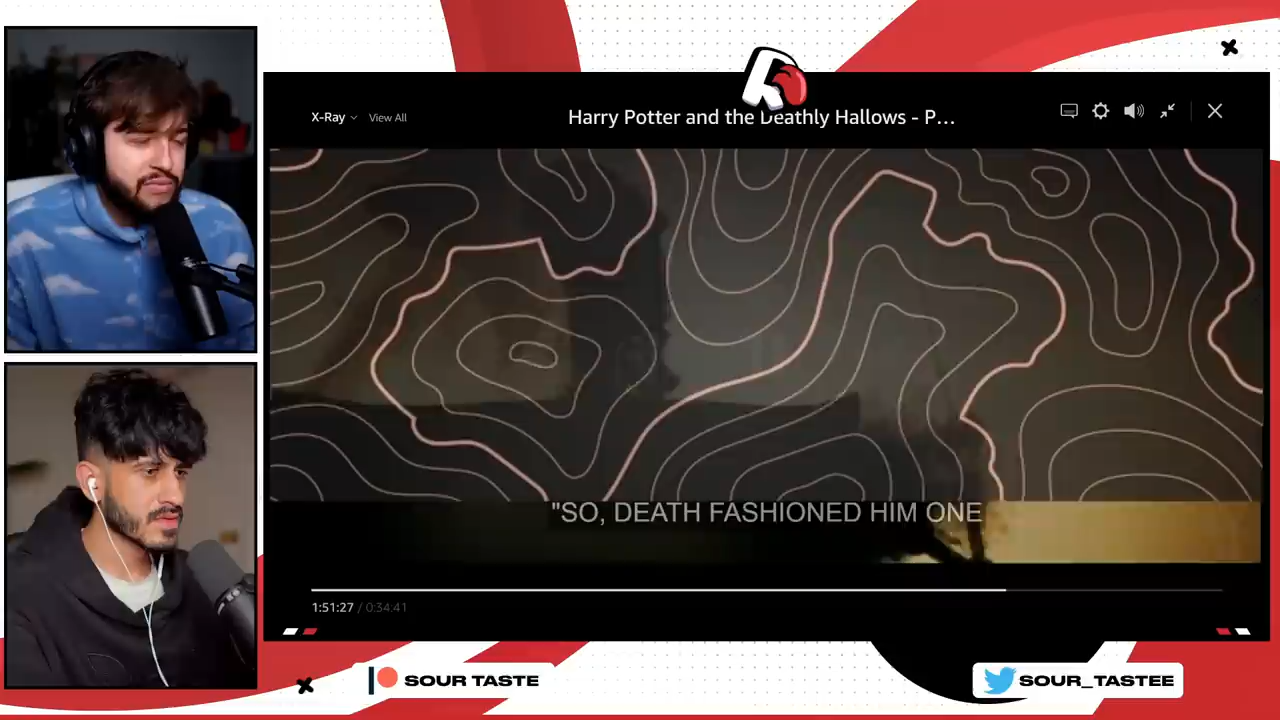 X-Ray View All
Harry Potter and the Deathly Hallows - P...
"SO, DEATH FASHIONED HIM ONE
1:51:27 / 0:34:41
SOUR TASTE
SOUR_TASTEE